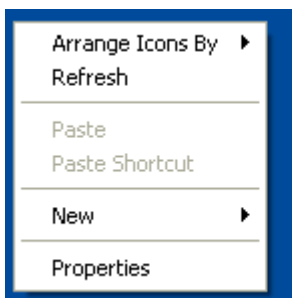 Arrange Icons By
Refresh
Paste
Paste Shortcut
New
Properties